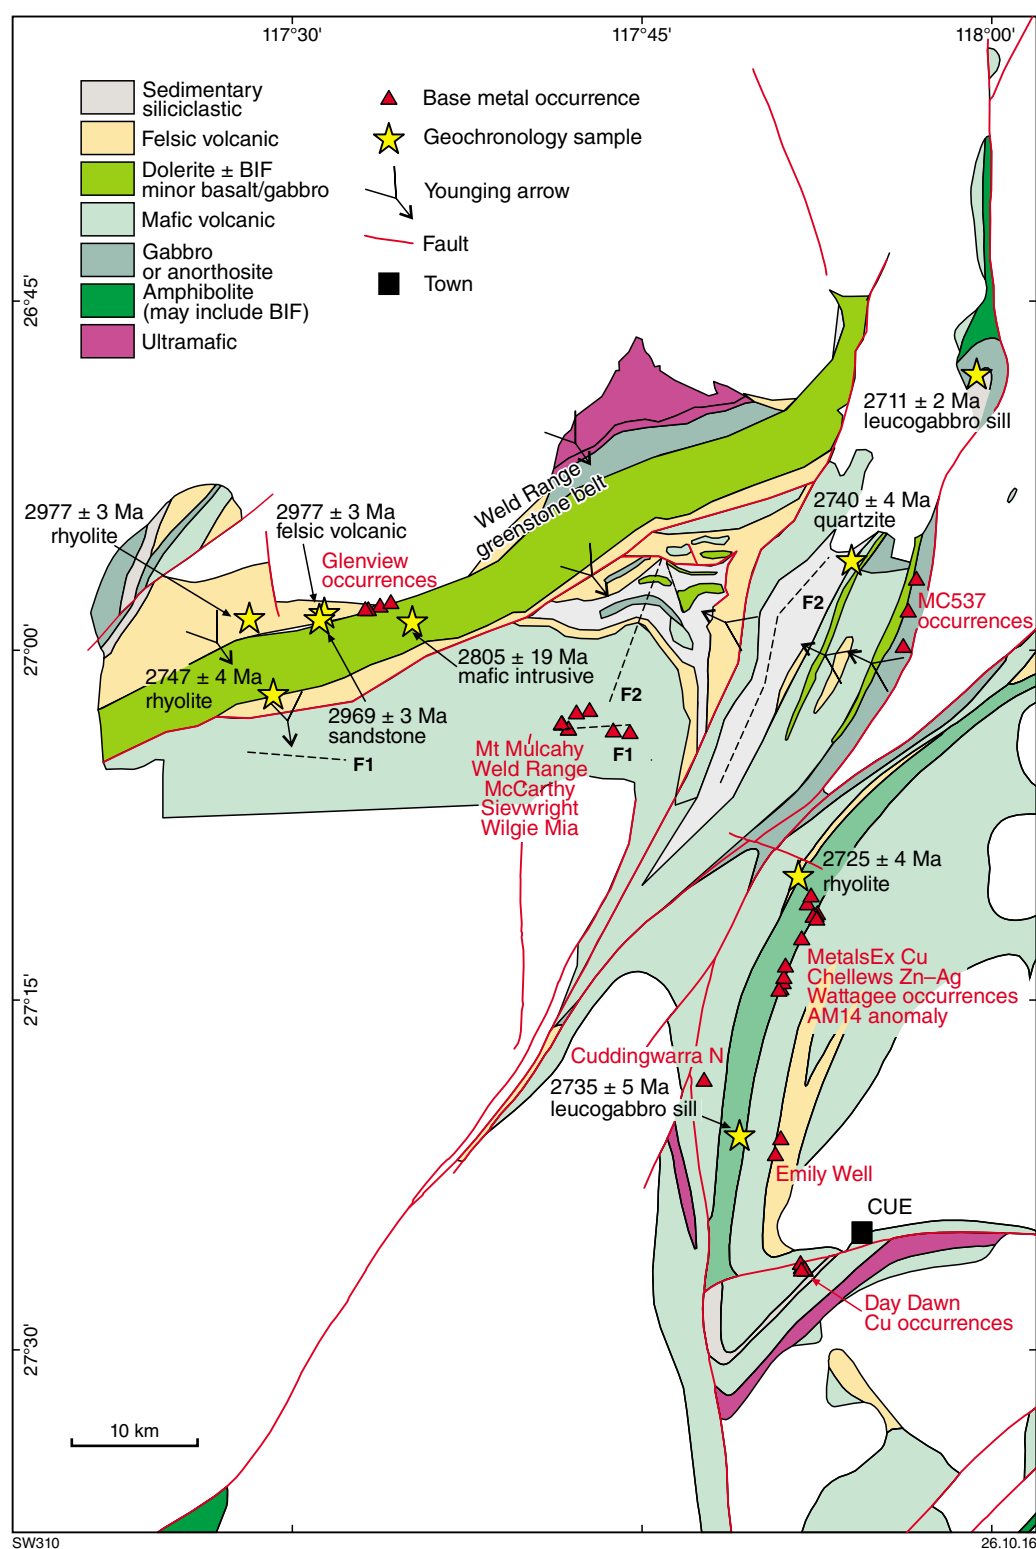 117°30'
117°45'
118°00'
Sedimentary
siliciclastic
Felsic volcanic
Dolerite ± BIF
minor basalt/gabbro
Mafic volcanic
Gabbro
or anorthosite
Amphibolite
(may include BIF)
Ultramafic
Base metal occurrence
Geochronology sample
Younging arrow
Fault
Town
26°45'
2711 ± 2 Ma
leucogabbro sill
Weld Range
greenstone belt
2977 ± 3 Ma
rhyolite
2977 ± 3 Ma
felsic volcanic
2740 ± 4 Ma
quartzite
Glenview
occurrences
F2
MC537
occurrences
27°00'
2747 ± 4 Ma
rhyolite
2805 ± 19 Ma
mafic intrusive
F2
2969 ± 3 Ma
sandstone
F1
F1
Mt Mulcahy
Weld Range
McCarthy
Sievwright
Wilgie Mia
2725 ± 4 Ma
rhyolite
MetalsEx Cu
Chellews Zn–Ag
Wattagee occurrences
AM14 anomaly
27°15'
Cuddingwarra N
2735 ± 5 Ma
leucogabbro sill
Emily Well
CUE
Day Dawn
Cu occurrences
27°30'
10 km
SW310
26.10.16